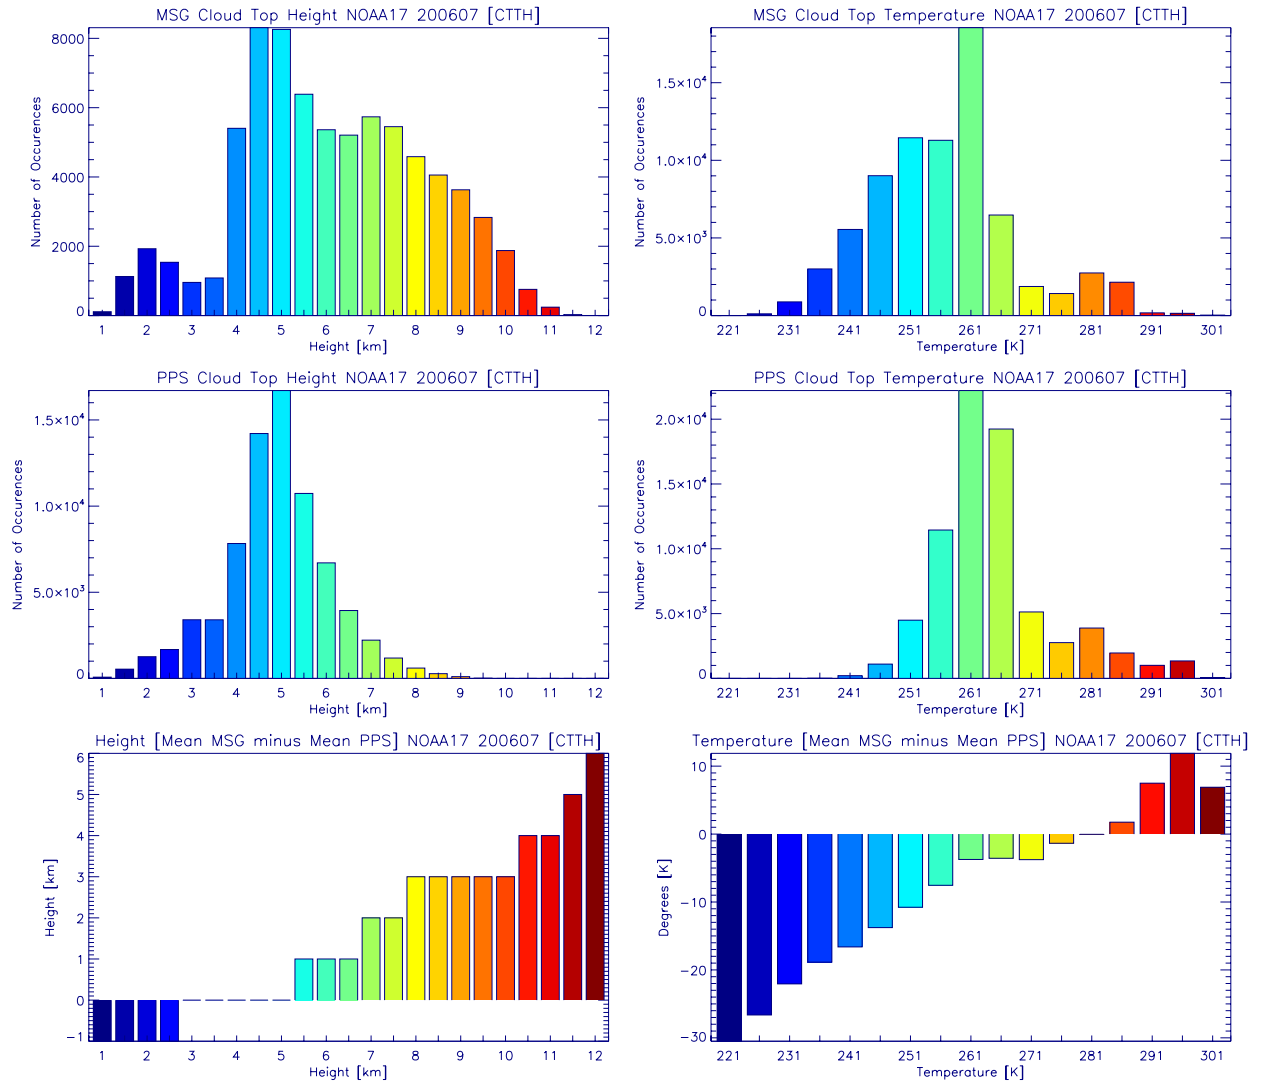 MSG Cloud Top Height NOAA17 200607 [CTTH]
Number of Occurences
8000
6000
4000
2000
0
1 2 3 4 5 6 7 8 9 10 11 12
Height [km]
MSG Cloud Top Temperature NOAA17 200607 [CTTH]
Number of Occurences
1.5×10⁴
1.0×10⁴
5.0×10³
0
221 231 241 251 261 271 281 291 301
Temperature [K]
PPS Cloud Top Height NOAA17 200607 [CTTH]
Number of Occurences
1.5×10⁴
1.0×10⁴
5.0×10³
0
1 2 3 4 5 6 7 8 9 10 11 12
Height [km]
PPS Cloud Top Temperature NOAA17 200607 [CTTH]
Number of Occurences
2.0×10⁴
1.5×10⁴
1.0×10⁴
5.0×10³
0
221 231 241 251 261 271 281 291 301
Temperature [K]
Height [Mean MSG minus Mean PPS] NOAA17 200607 [CTTH]
Height [km]
6
5
4
3
2
1
0
−1
1 2 3 4 5 6 7 8 9 10 11 12
Height [km]
Temperature [Mean MSG minus Mean PPS] NOAA17 200607 [CTTH]
Degrees [K]
10
0
−10
−20
−30
221 231 241 251 261 271 281 291 301
Temperature [K]